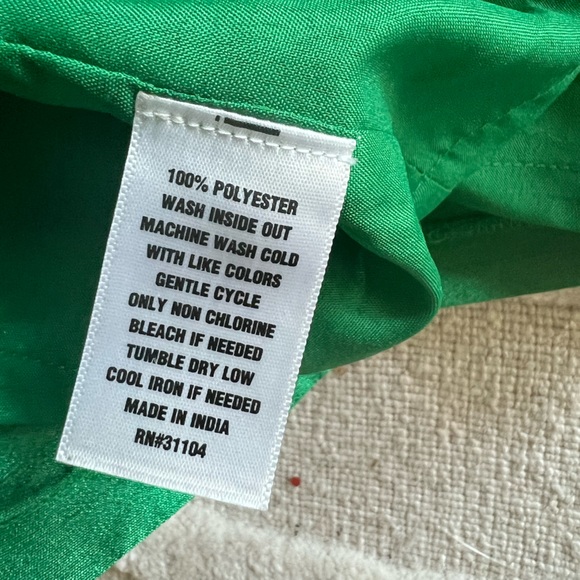 100% POLYESTER
WASH INSIDE OUT
MACHINE WASH COLD
WITH LIKE COLORS
GENTLE CYCLE
ONLY NON CHLORINE
BLEACH IF NEEDED
TUMBLE DRY LOW
COOL IRON IF NEEDED
MADE IN INDIA
RN#31104